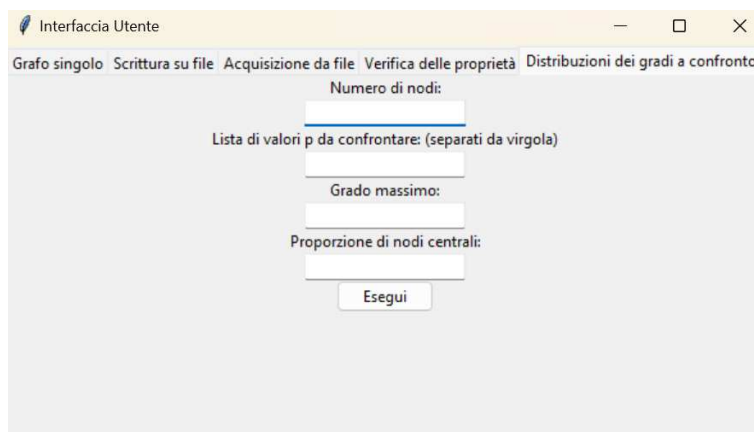 Interfaccia Utente
Grafo singolo Scrittura su file Acquisizione da file Verifica delle proprietà Distribuzioni dei gradi a confronto
Numero di nodi:
Lista di valori p da confrontare: (separati da virgola)
Grado massimo:
Proporzione di nodi centrali:
Esegui